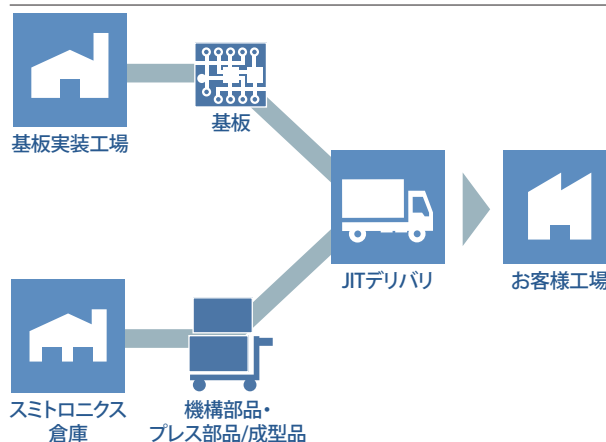 基板
基板実装工場
JITデリバリ
お客様工場
スミトロニクス
倉庫
機構部品・
プレス部品/成型品